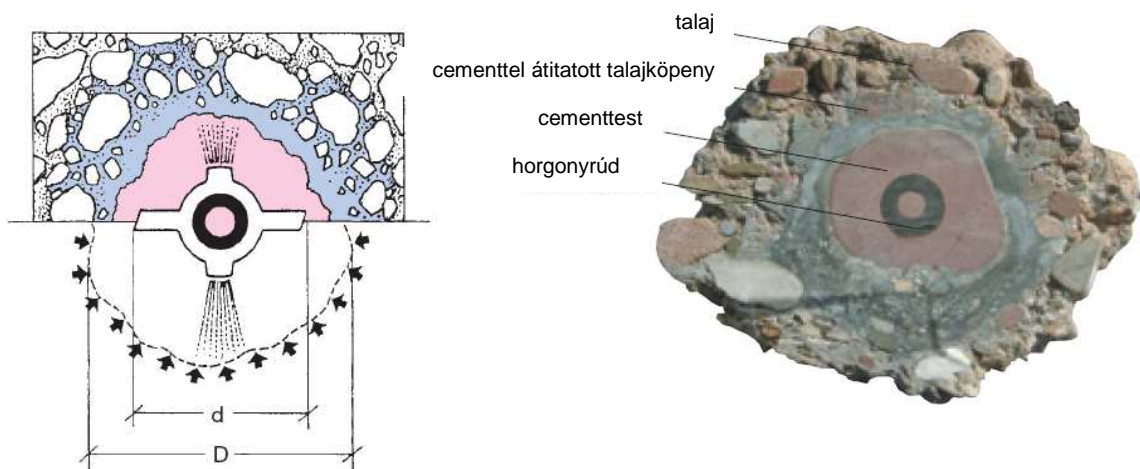 talaj
cementtel átitatott talajköpeny
cementtest
horgonyrúd
d
D